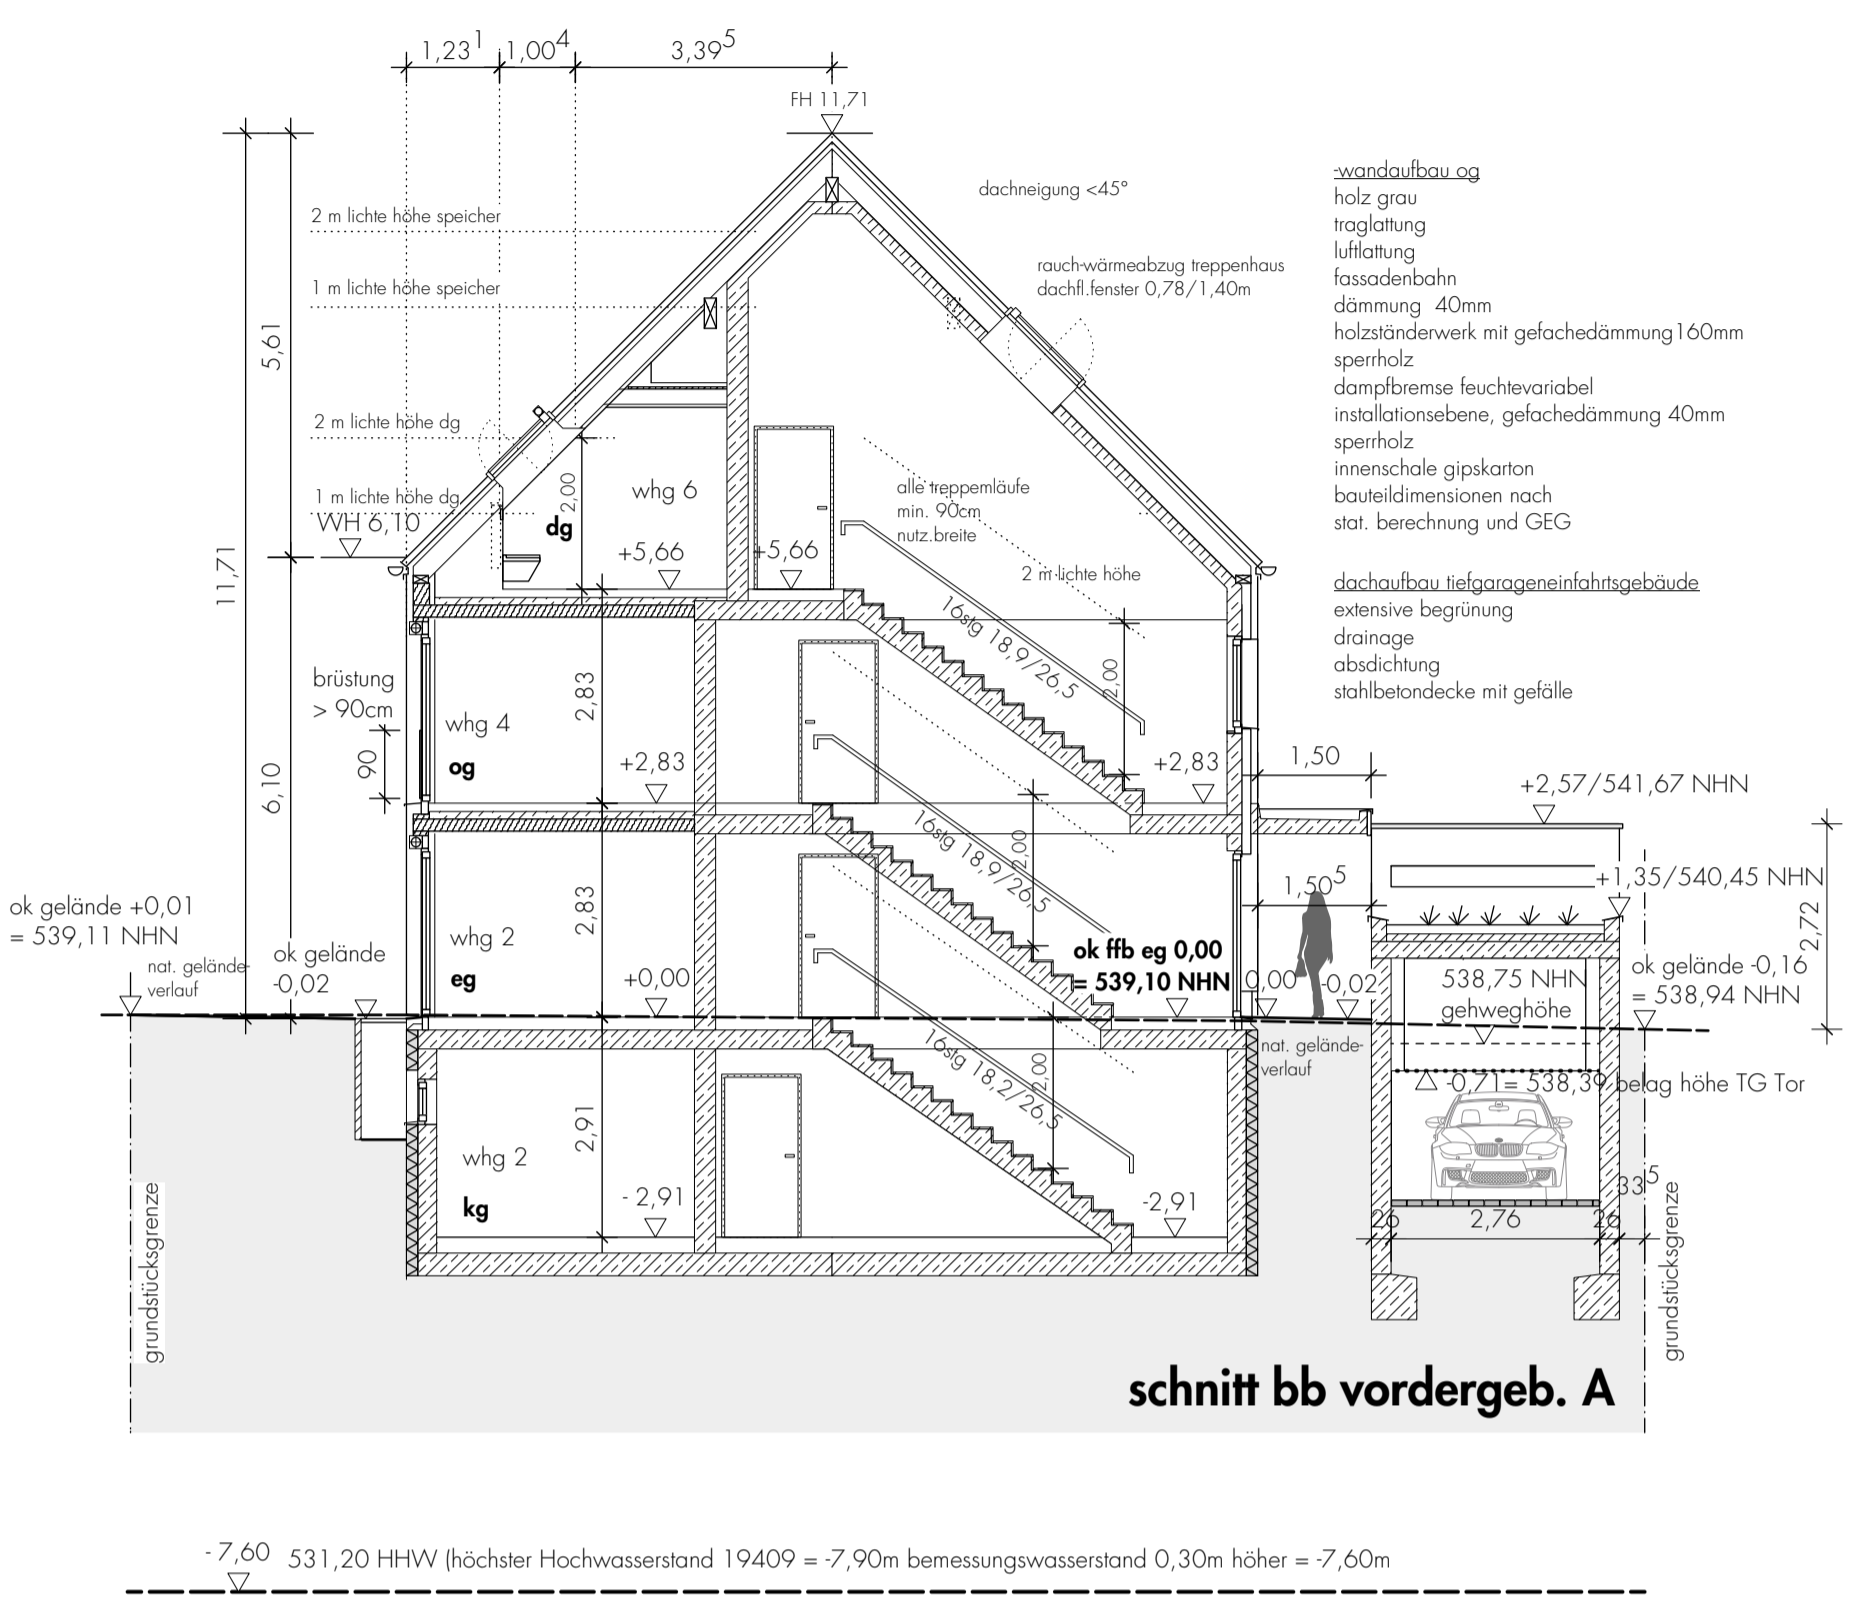 1,23¹ 1,00⁴ 3,39⁵
FH 11,71
dachneigung <45°
2 m lichte höhe speicher
1 m lichte höhe speicher
rauch-wärmeabzug treppenhaus
dachfl.fenster 0,78/1,40m
5,61
2 m lichte höhe dg
1 m lichte höhe dg
WH 6,10
2,00
whg 6
dg
+5,66
+5,66
alle treppemläufe
min. 90cm
nutz.breite
2 m lichte höhe
11,71
16stg 18,9/26,5
2,00
brüstung
> 90cm
90
6,10
whg 4
og
2,83
+2,83
+2,83
1,50
+2,57/541,67 NHN
16stg 18,9/26,5
2,00
1,50⁵
+1,35/540,45 NHN
2,72
ok gelände +0,01
= 539,11 NHN
nat. gelände-
verlauf
ok gelände
-0,02
whg 2
eg
2,83
+0,00
ok ffb eg 0,00
= 539,10 NHN
0,00
-0,02
538,75 NHN
gehweghöhe
ok gelände -0,16
= 538,94 NHN
nat. gelände-
verlauf
16stg 18.2/26,5
2,00
-0,71= 538,39 belag höhe TG Tor
whg 2
kg
2,91
- 2,91
-2,91
26 2,76 26 33⁵
grundstücksgrenze
grundstücksgrenze
-wandaufbau og
holz grau
traglattung
luftlattung
fassadenbahn
dämmung 40mm
holzständerwerk mit gefachedämmung160mm
sperrholz
dampfbremse feuchtevariabel
installationsebene, gefachedämmung 40mm
sperrholz
innenschale gipskarton
bauteildimensionen nach
stat. berechnung und GEG
dachaufbau tiefgarageneinfahrtsgebäude
extensive begrünung
drainage
absdichtung
stahlbetondecke mit gefälle
schnitt bb vordergeb. A
- 7,60
531,20 HHW (höchster Hochwasserstand 19409 = -7,90m bemessungswasserstand 0,30m höher = -7,60m